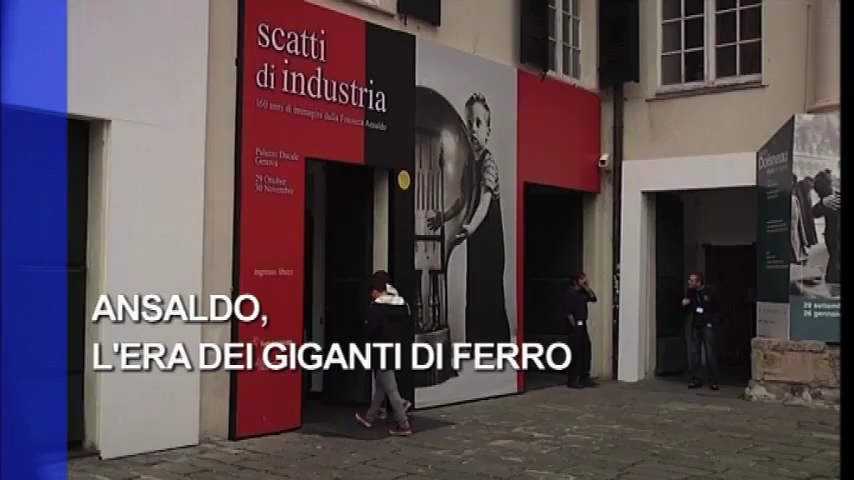 scatti
di industria
160 anni di immagini dalla Fototeca Ansaldo
Palazzo Ducale
Genova
29 Ottobre
30 Novembre
ingresso libero
Doisneau
29 settembre
26 gennaio
ANSALDO,
L'ERA DEI GIGANTI DI FERRO